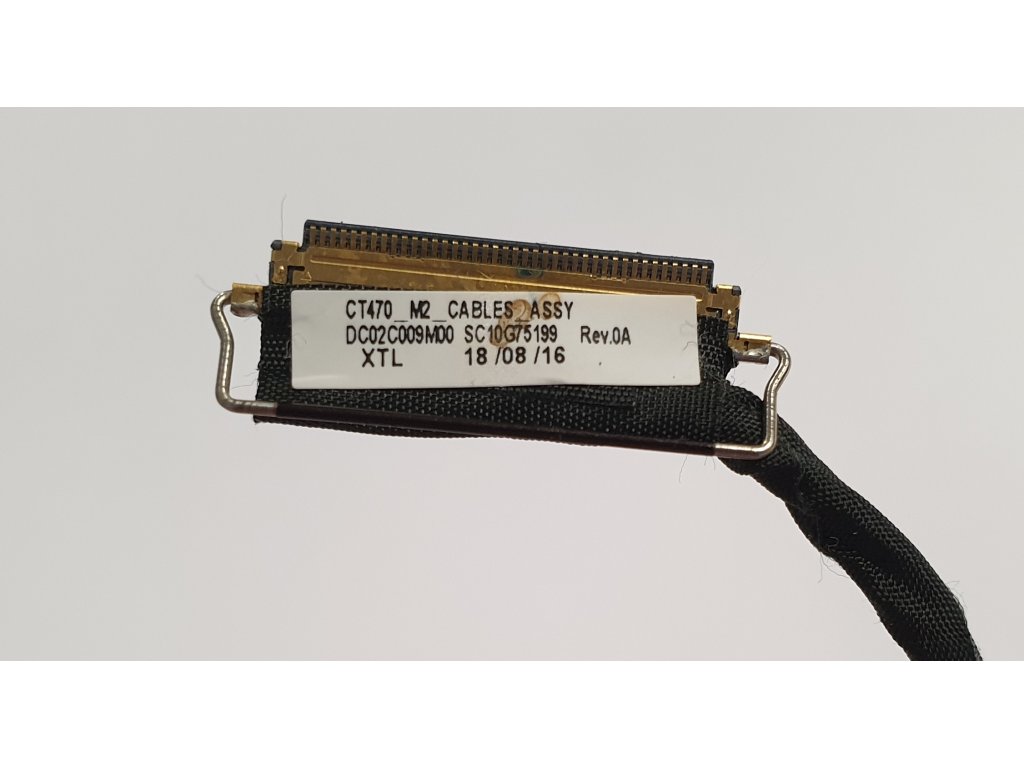 CT470_M2_CABLES_ASSY
DC02C009M00 SC10G75199 Rev.0A
XTL 18/08/16